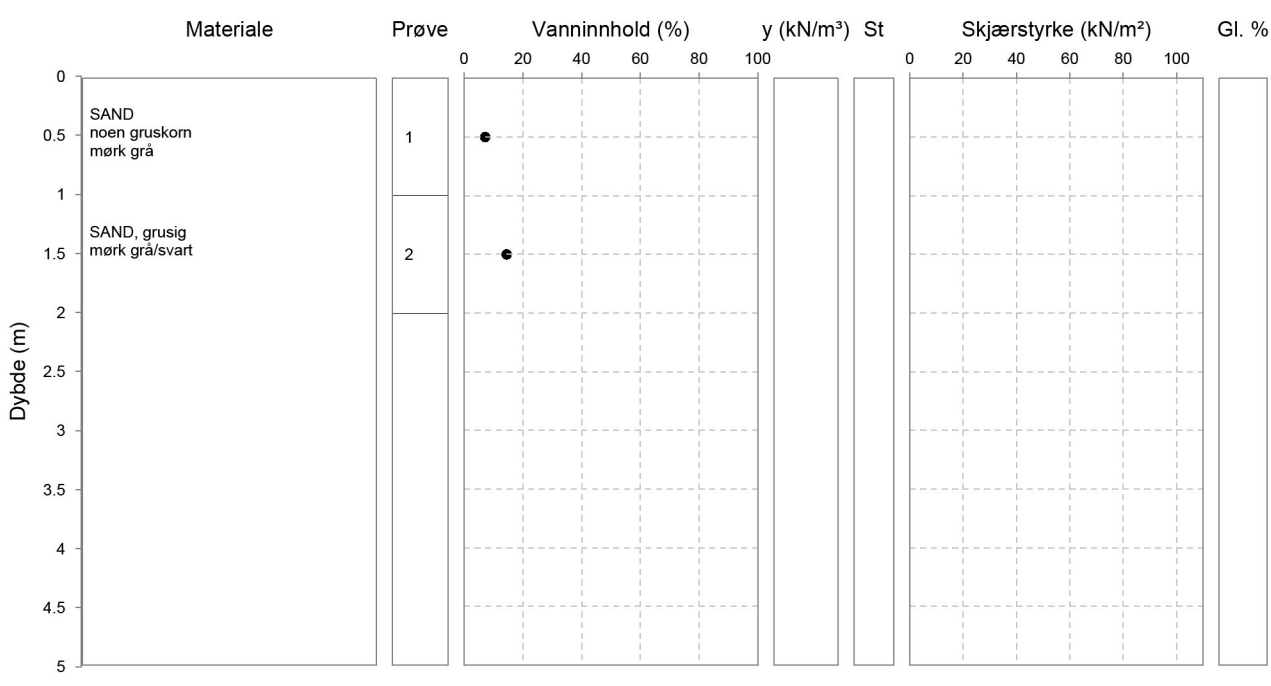 Materiale
Prøve
Vanninnhold (%)
y (kN/m³)
St
Skjærstyrke (kN/m²)
Gl. %
0 20 40 60 80 100
0 20 40 60 80 100
Dybde (m)
0
0.5
1
1.5
2
2.5
3
3.5
4
4.5
5
SAND
noen gruskorn
mørk grå
1
SAND, grusig
mørk grå/svart
2